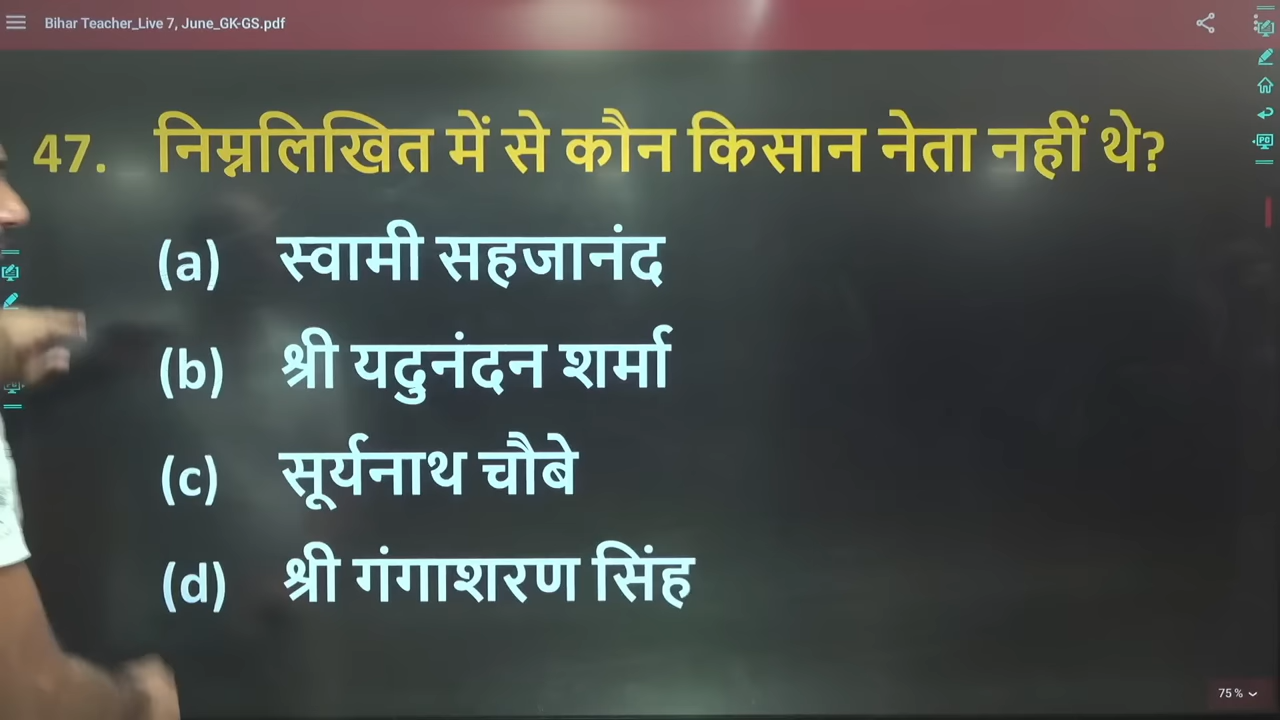 Bihar Teacher_Live 7, June_GK-GS.pdf
47. निम्नलिखित में से कौन किसान नेता नहीं थे?
(a) स्वामी सहजानंद
(b) श्री यदुनंदन शर्मा
(c) सूर्यनाथ चौबे
(d) श्री गंगाशरण सिंह
75%